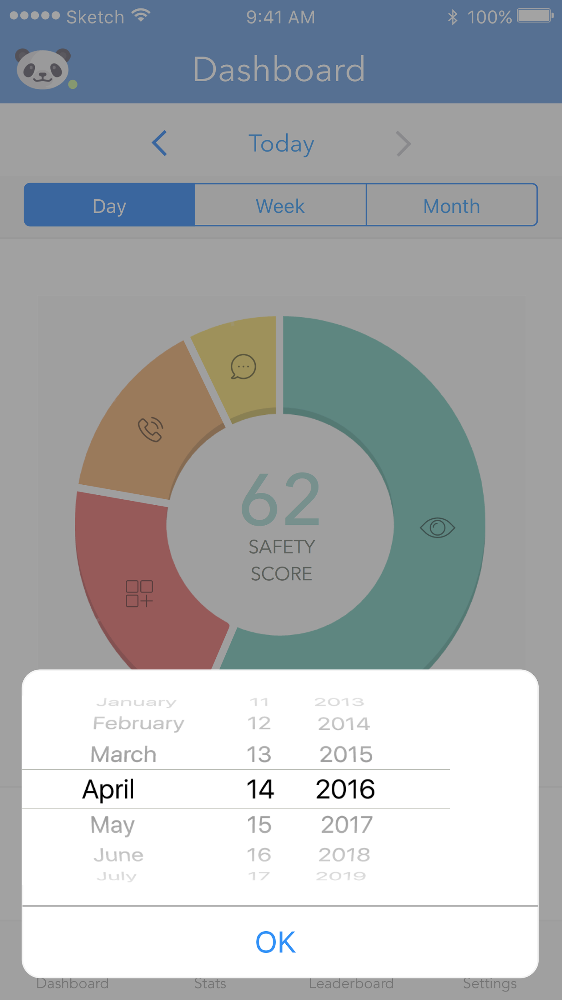 Sketch 9:41 AM 100%
Dashboard
Today
Day Week Month
62
SAFETY
SCORE
January 11 2013
February 12 2014
March 13 2015
April 14 2016
May 15 2017
June 16 2018
July 17 2019
OK
Dashboard Stats Leaderboard Settings